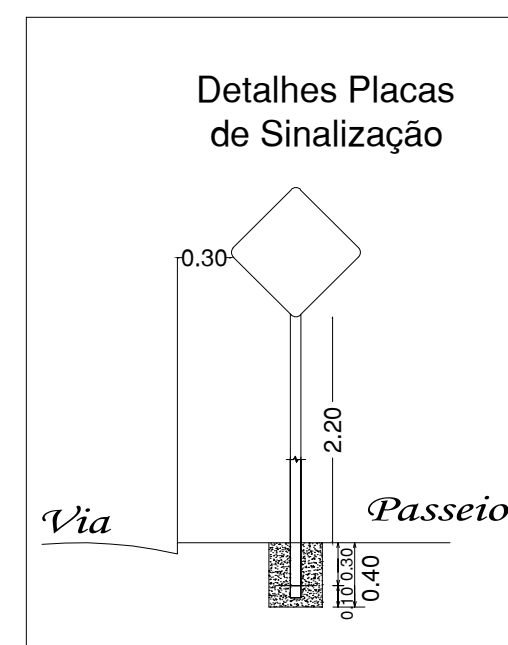 Detalhes Placas
de Sinalização
0.30
2.20
Via
Passeio
0.30
0.40
0.10